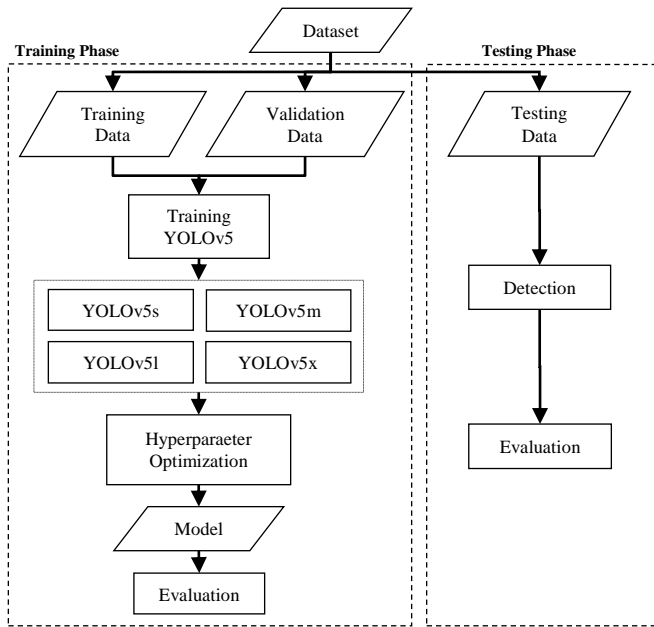 Dataset
Training Phase
Testing Phase
Training
Data
Validation
Data
Testing
Data
Training
YOLOv5
YOLOv5s
YOLOv5m
YOLOv5l
YOLOv5x
Detection
Hyperparaeter
Optimization
Evaluation
Model
Evaluation